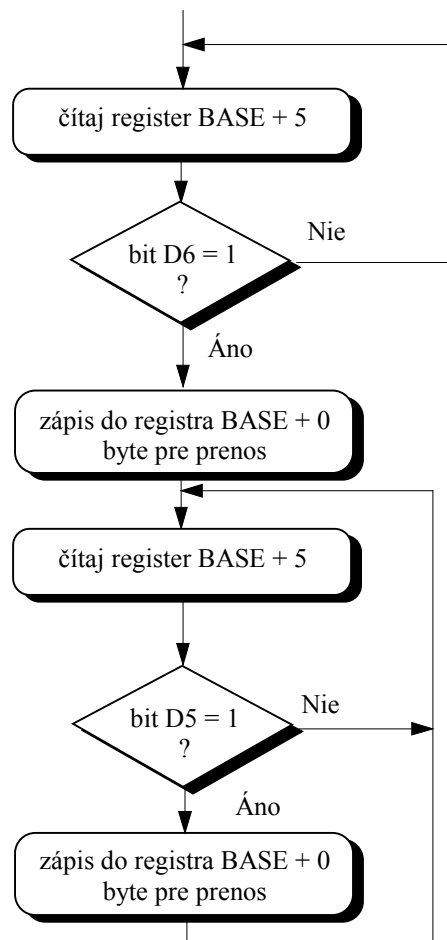 čítaj register BASE + 5
Nie
bit D6 = 1
?
Áno
zápis do registra BASE + 0
byte pre prenos
čítaj register BASE + 5
Nie
bit D5 = 1
?
Áno
zápis do registra BASE + 0
byte pre prenos